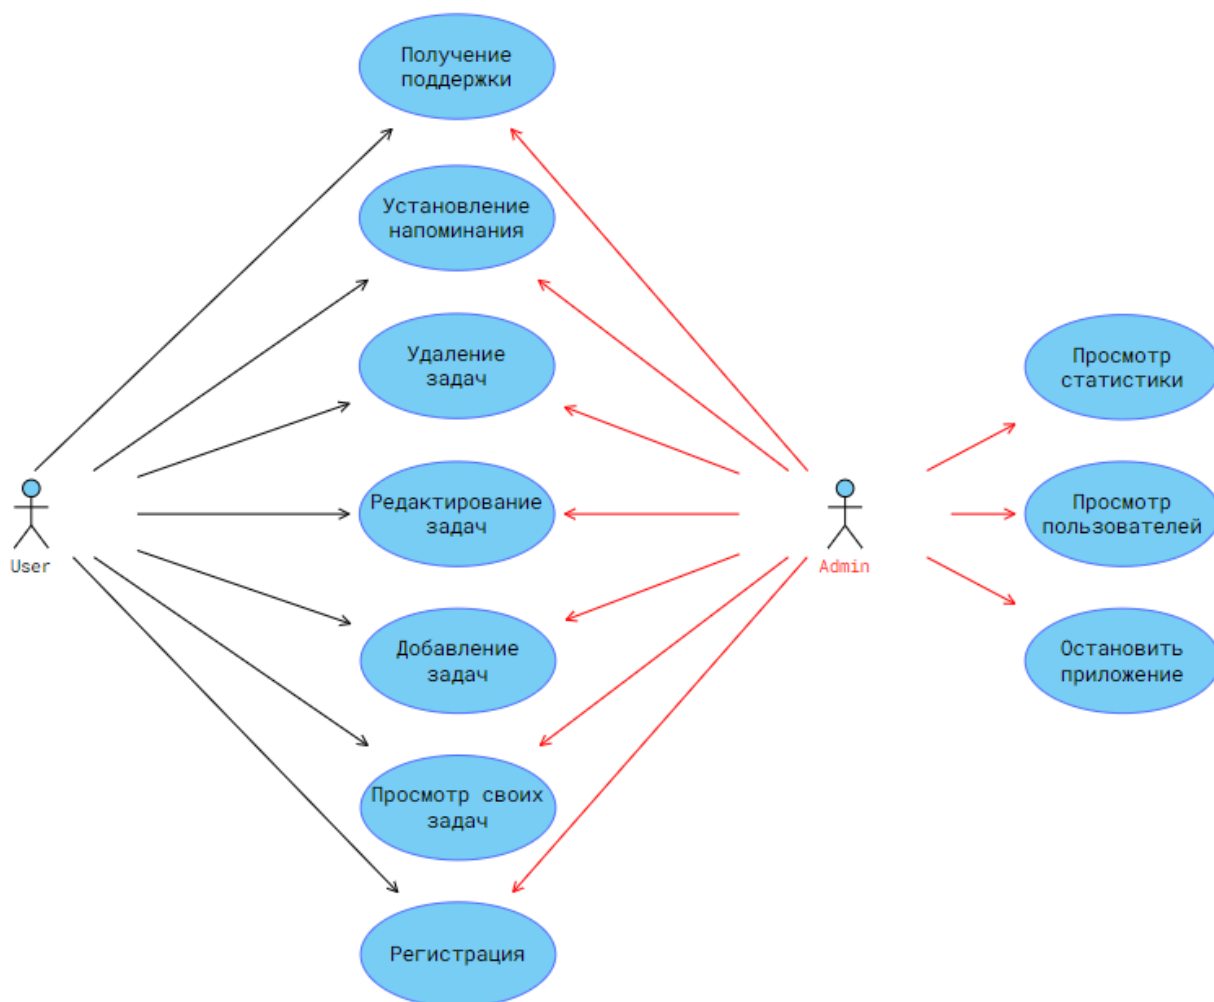 Получение
поддержки
Установление
напоминания
Удаление
задач
Просмотр
статистики
Редактирование
задач
Просмотр
пользователей
User
Admin
Добавление
задач
Остановить
приложение
Просмотр своих
задач
Регистрация